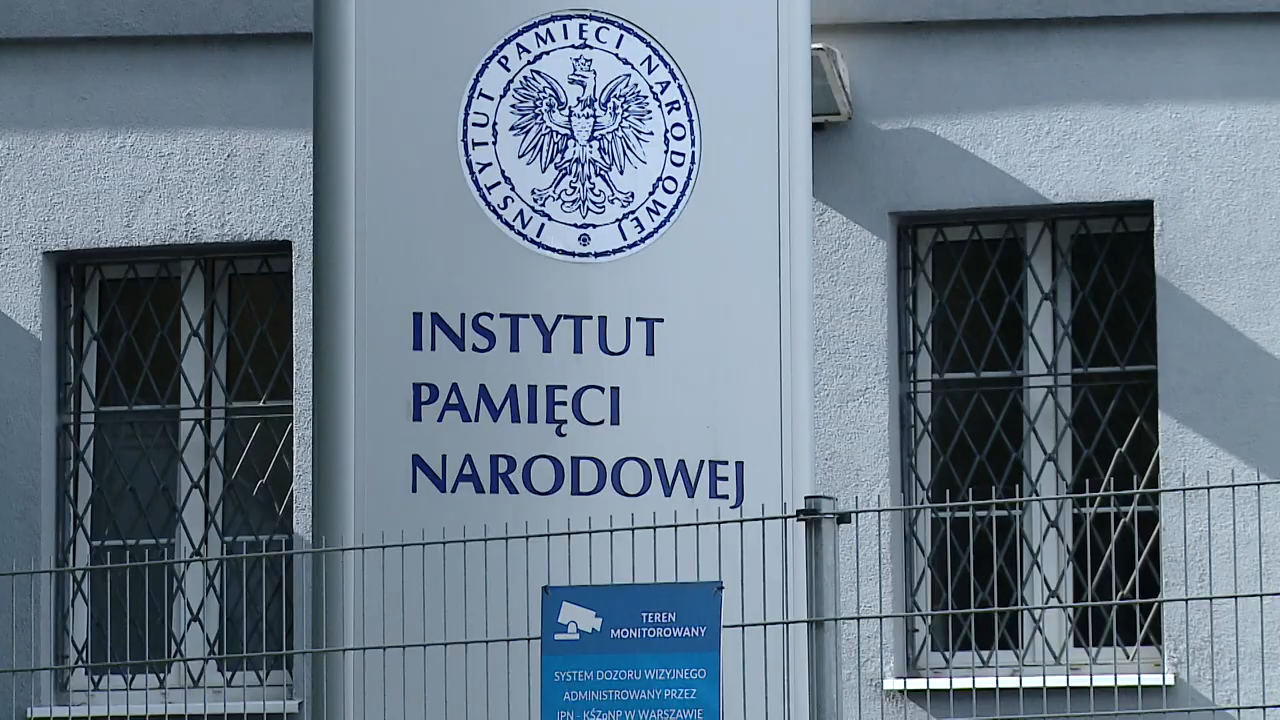 INSTYTUT PAMIĘCI NARODOWEJ
INSTYTUT
PAMIĘCI
NARODOWEJ
TEREN
MONITOROWANY
SYSTEM DOZORU WIZYJNEGO
ADMINISTROWANY PRZEZ
IPN - KŚZpNP W WARSZAWIE